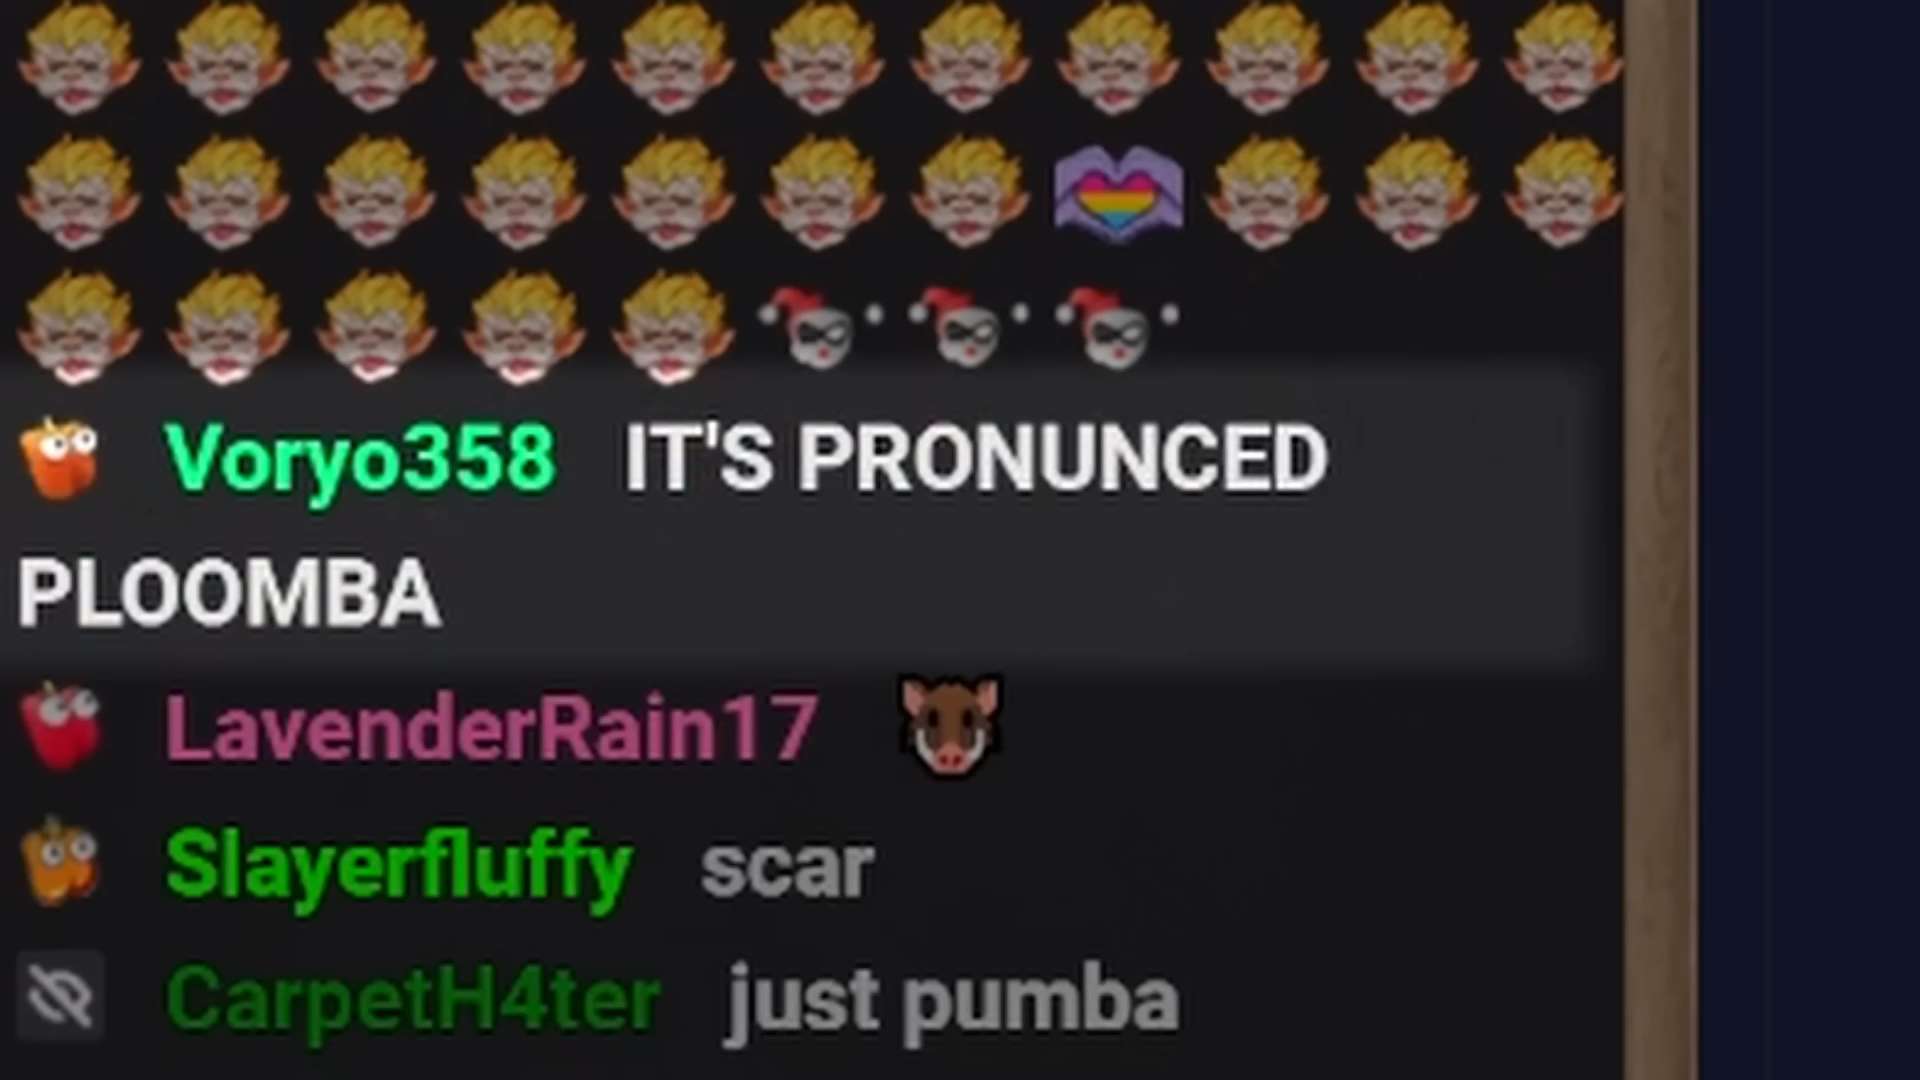 Voryo358 IT'S PRONUNCED
PLOOMBA
LavenderRain17
Slayerfluffy scar
CarpetH4ter just pumba